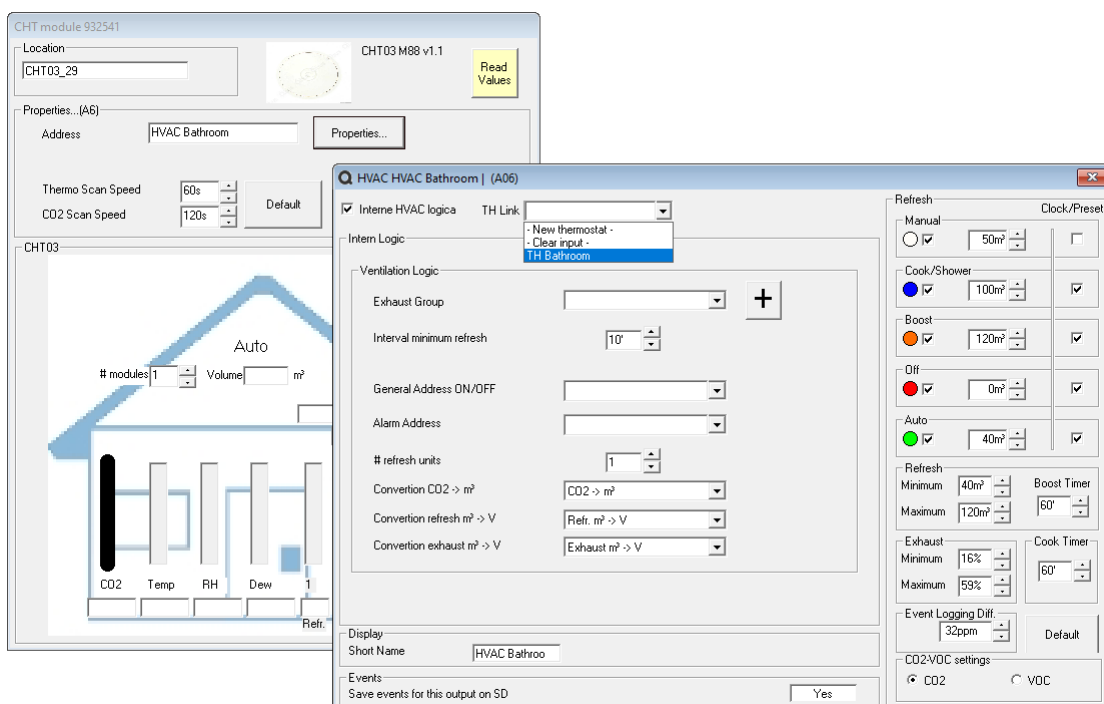 CHT module 932541
Location
CHT03_29
CHT03 M88 v1.1
Read
Values
Properties...(A6)
Address
HVAC Bathroom
Properties...
Thermo Scan Speed
60s
CO2 Scan Speed
120s
Default
CHT03
Auto
# modules 1
Volume
m³
CO2
Temp
RH
Dew
1
Refr.
HVAC HVAC Bathroom | (A06)
Interne HVAC logica
TH Link
- New thermostat -
- Clear input -
TH Bathroom
Intern Logic
Ventilation Logic
Exhaust Group
+
Interval minimum refresh
10'
General Address ON/OFF
Alarm Address
# refresh units
1
Convertion CO2 -> m³
CO2 -> m³
Convertion refresh m³ -> V
Refr. m³ -> V
Convertion exhaust m³ -> V
Exhaust m³ -> V
Display
Short Name
HVAC Bathroo
Events
Save events for this output on SD
Yes
Refresh
Clock/Preset
Manual
50m³
Cook/Shower
100m³
Boost
120m³
Off
0m³
Auto
40m³
Refresh
Minimum
40m³
Maximum
120m³
Boost Timer
60'
Exhaust
Minimum
16%
Maximum
59%
Cook Timer
60'
Event Logging Diff.
32ppm
Default
CO2-VOC settings
CO2
VOC